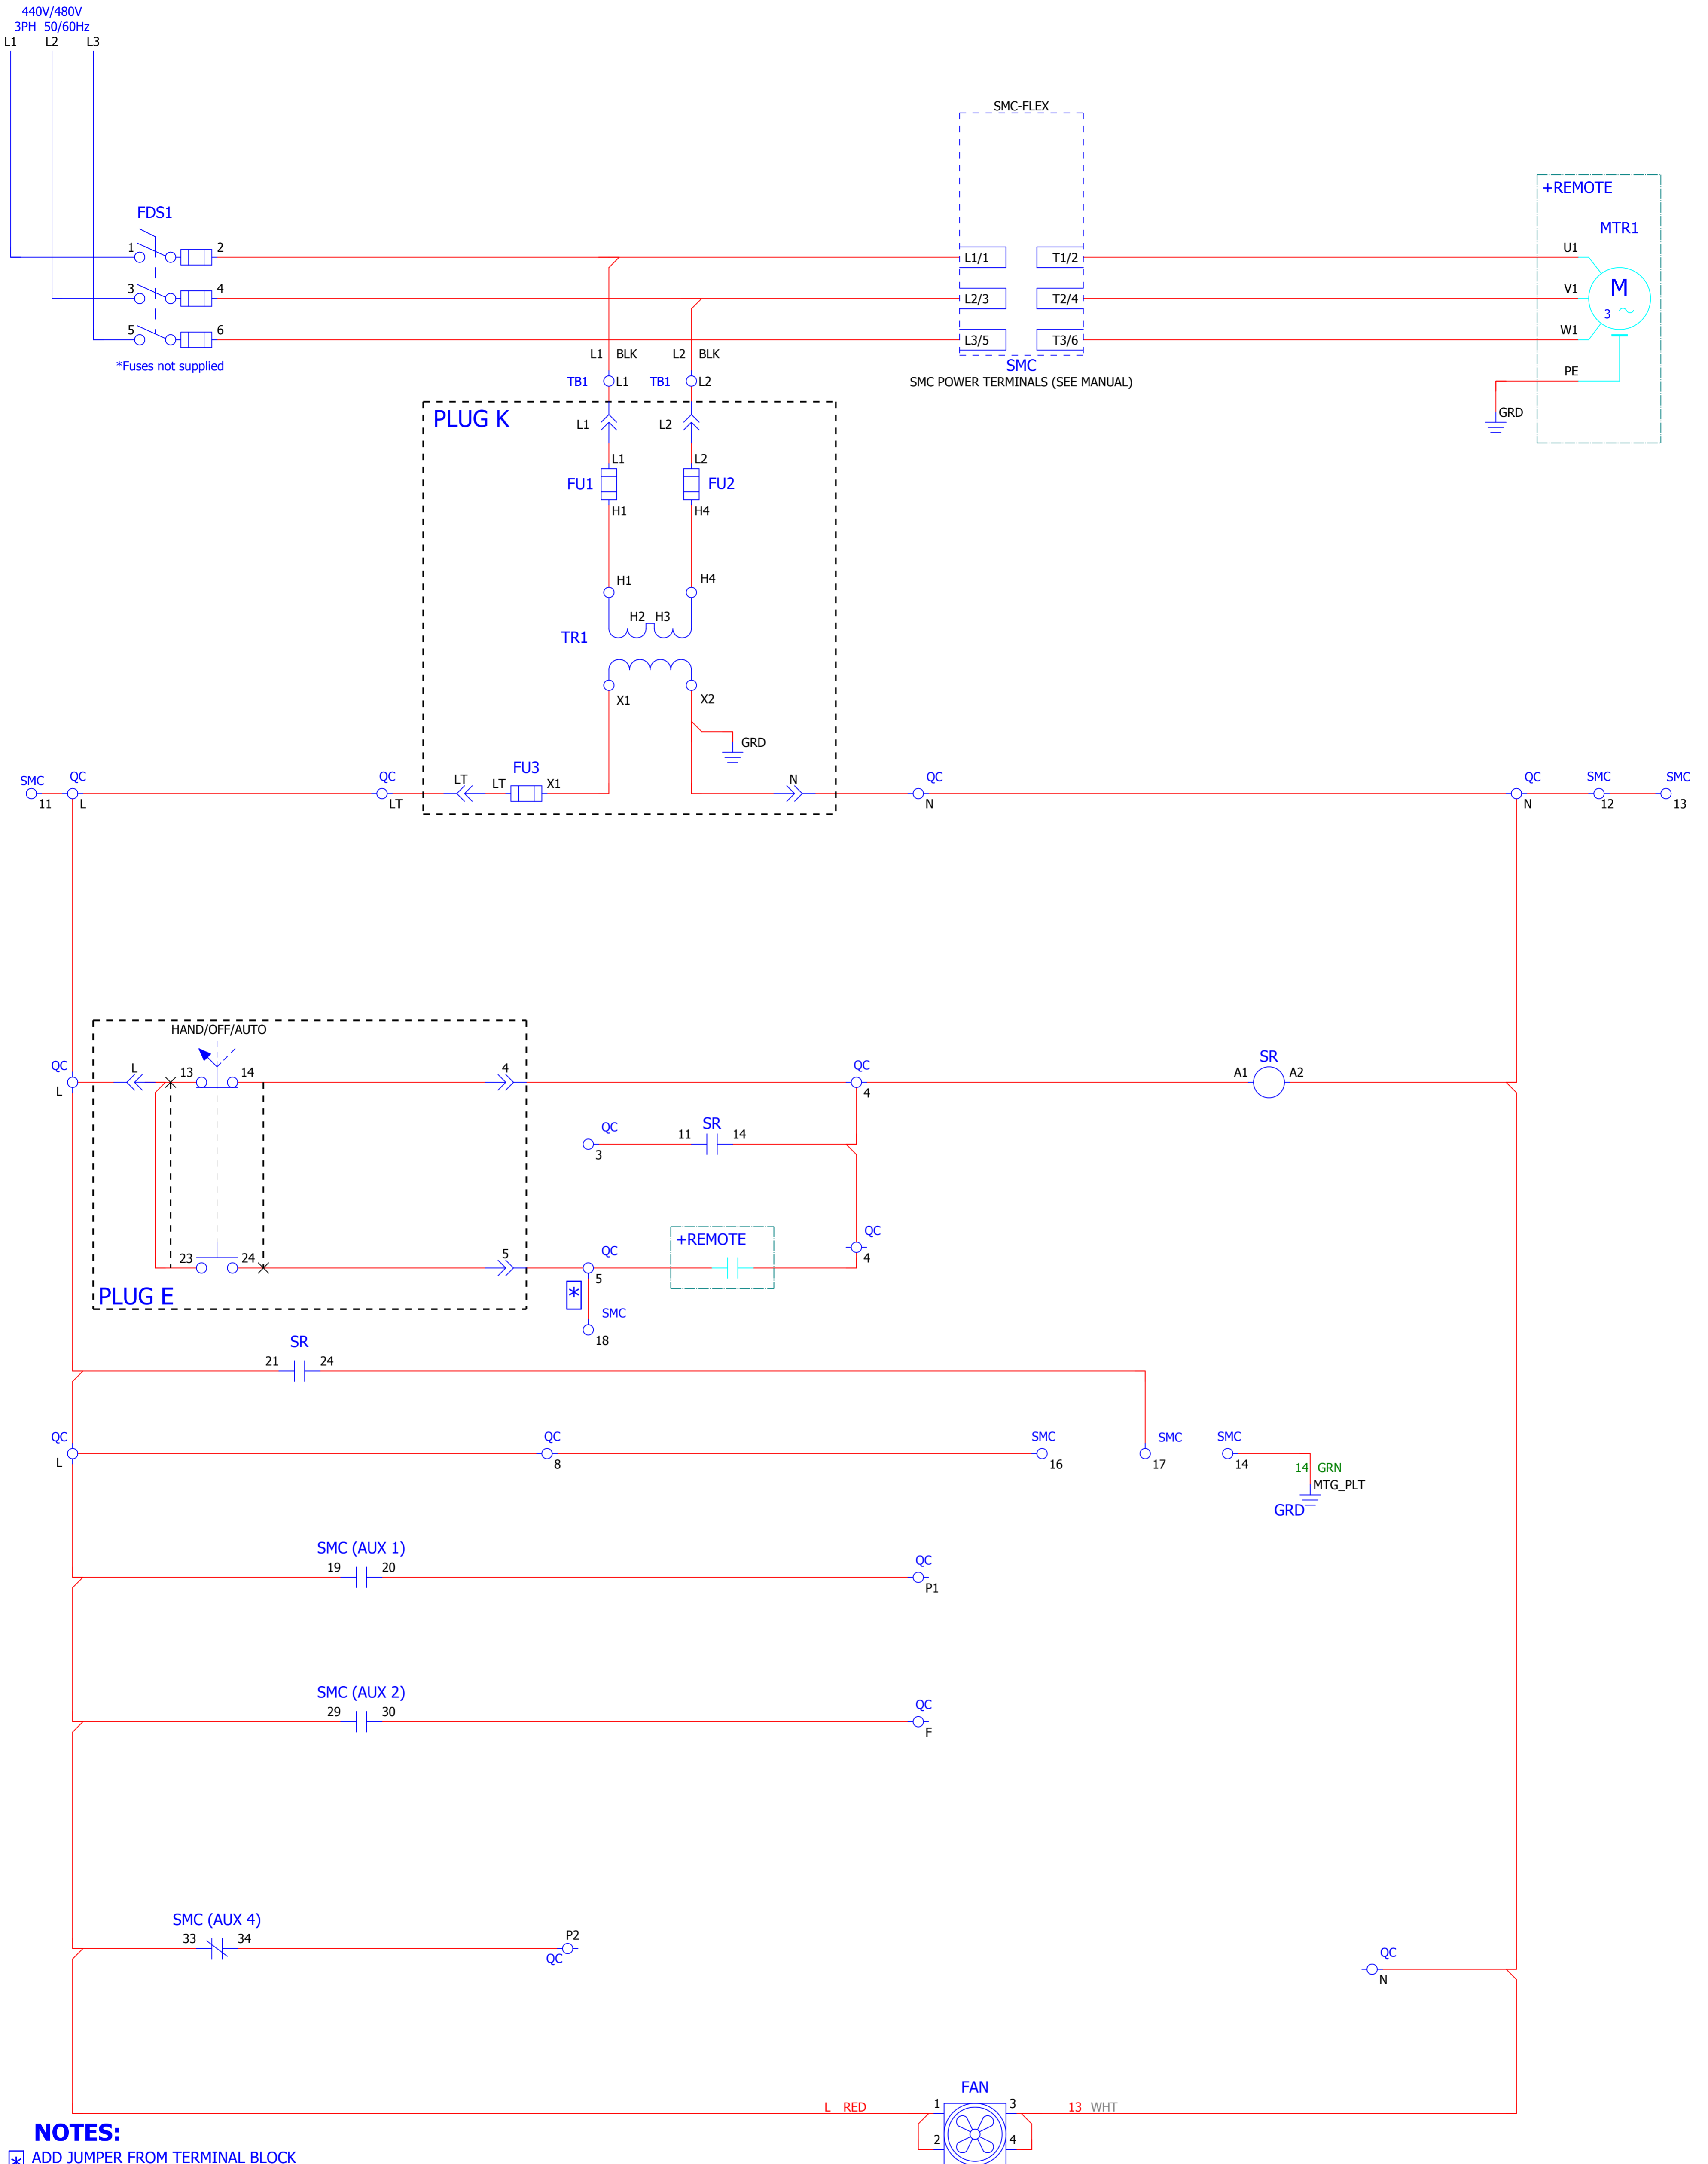 440V/480V
3PH 50/60Hz
L1 L2 L3
SMC-FLEX
+REMOTE
FDS1
MTR1
1 2 L1/1 T1/2 U1
3 4 L2/3 T2/4 V1
M
3
5 6 L3/5 T3/6 W1
*Fuses not supplied
L1 BLK L2 BLK
SMC
SMC POWER TERMINALS (SEE MANUAL)
PE
TB1 L1 TB1 L2
GRD
PLUG K
L1 L2
L1 L2
FU1 FU2
H1 H4
H1 H4
H2 H3
TR1
X1 X2
GRD
SMC QC QC LT LT FU3 X1 N QC QC SMC SMC
11 L LT N N 12 13
HAND/OFF/AUTO
QC L 13 14 4 QC SR
A1 A2
L 4
QC 11 SR 14
3
QC
+REMOTE
4
23 24 5 QC
5
PLUG E
*
SMC
18
SR
21 24
QC QC SMC SMC SMC
L 8 16 17 14
14 GRN
MTG_PLT
GRD
SMC (AUX 1)
19 20 QC
P1
SMC (AUX 2)
29 30 QC
F
SMC (AUX 4)
33 34 P2
QC
QC
N
FAN
L RED 1 3 13 WHT
2 4
NOTES:
* ADD JUMPER FROM TERMINAL BLOCK